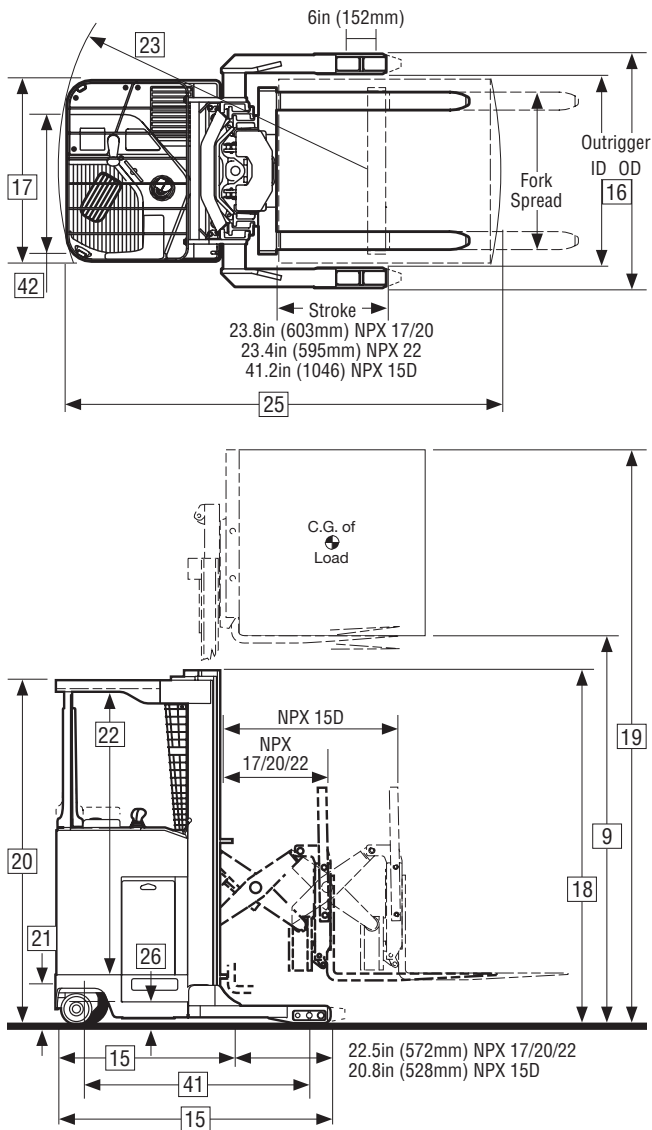 6in (152mm)
23
17
Outrigger
ID OD
16
Fork
Spread
42
Stroke
23.8in (603mm) NPX 17/20
23.4in (595mm) NPX 22
41.2in (1046) NPX 15D
25
C.G. of
Load
NPX 15D
22
NPX
17/20/22
19
9
20
18
21
26
22.5in (572mm) NPX 17/20/22
20.8in (528mm) NPX 15D
15
41
15